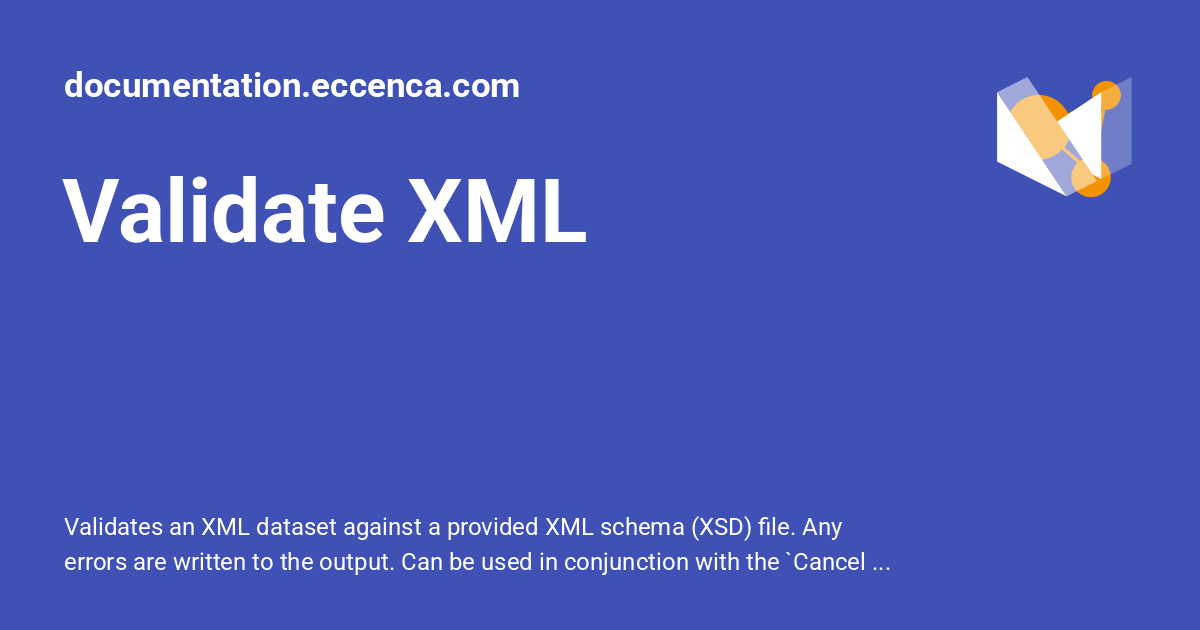 documentation.eccenca.com
Validate XML
Validates an XML dataset against a provided XML schema (XSD) file. Any
errors are written to the output. Can be used in conjunction with the `Cancel ...